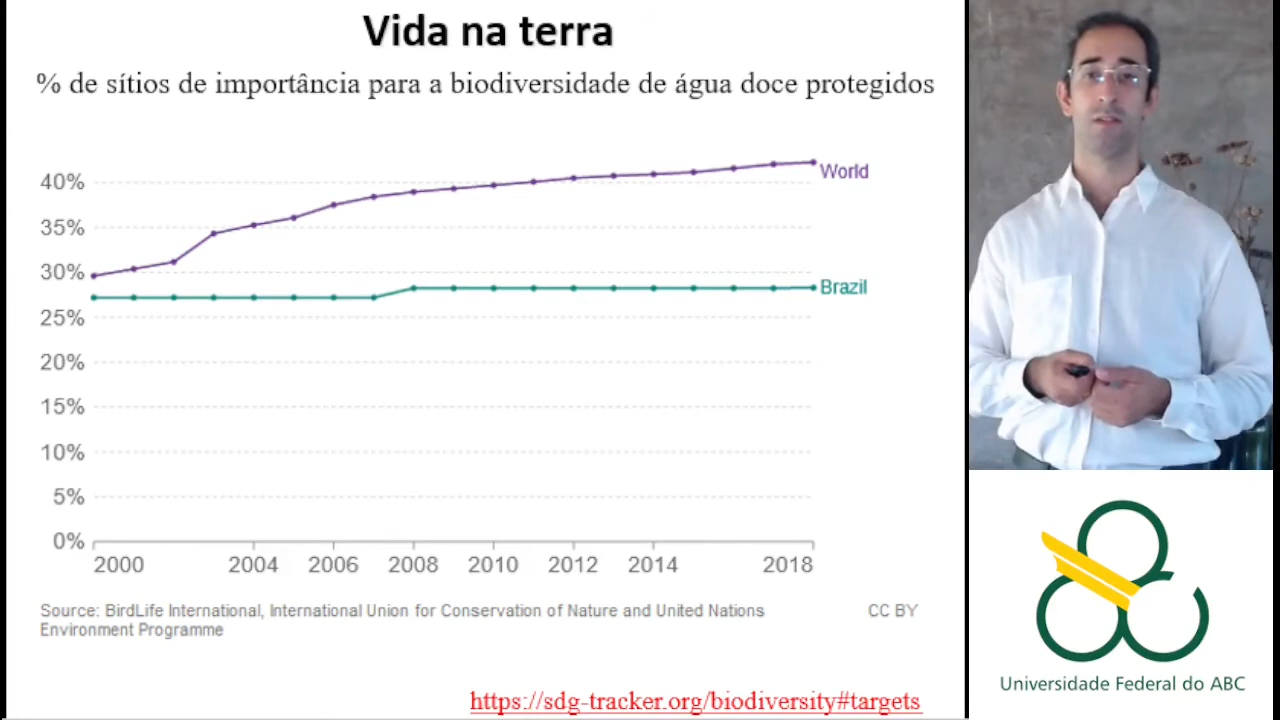 Vida na terra
% de sítios de importância para a biodiversidade de água doce protegidos
40%
35%
30%
25%
20%
15%
10%
5%
0%
World
Brazil
2000 2004 2006 2008 2010 2012 2014 2018
Source: BirdLife International, International Union for Conservation of Nature and United Nations
Environment Programme
CC BY
https://sdg-tracker.org/biodiversity#targets
Universidade Federal do ABC